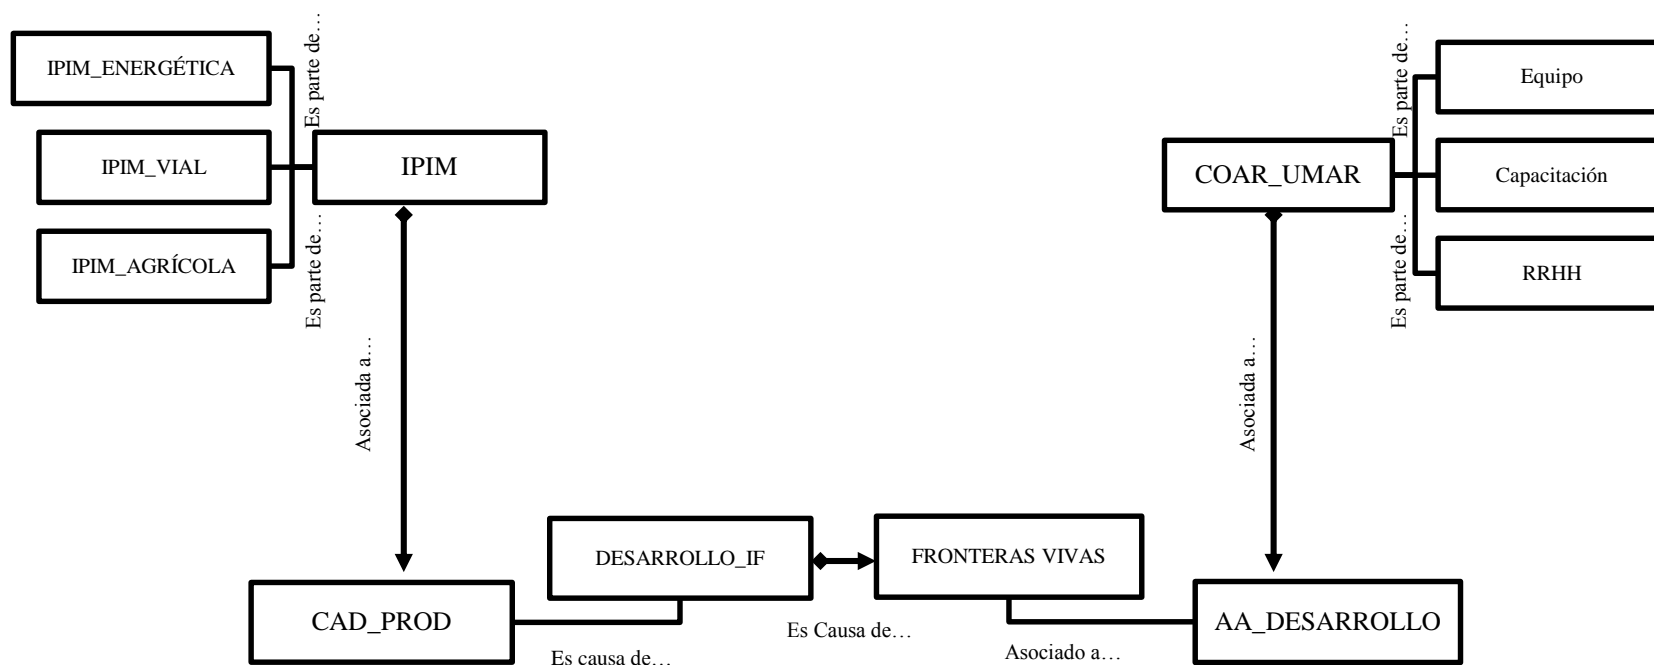 IPIM_ENERGÉTICA
Es parte de…
IPIM_VIAL
IPIM
IPIM_AGRÍCOLA
Es parte de…
Es parte de…
Equipo
COAR_UMAR
Capacitación
Es parte de…
RRHH
Asociada a…
Asociada a…
DESARROLLO_IF
FRONTERAS VIVAS
CAD_PROD
AA_DESARROLLO
Es Causa de…
Es causa de…
Asociado a…